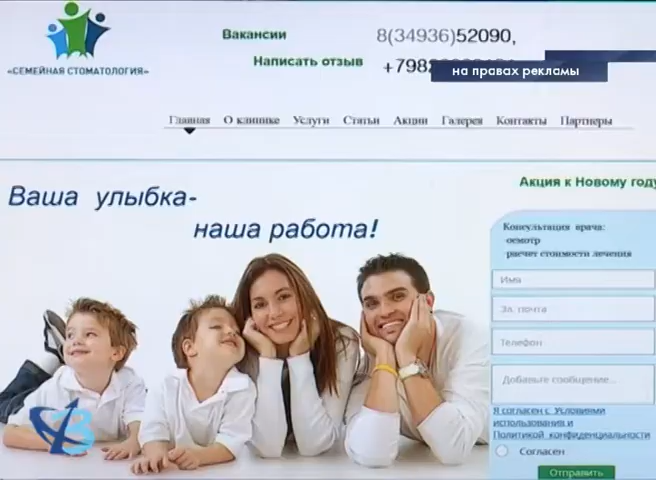 «СЕМЕЙНАЯ СТОМАТОЛОГИЯ»
Вакансии
8(34936)52090,
Написать отзыв
на правах рекламы
Главная О клинике Услуги Статьи Акции Галерея Контакты Партнеры
Ваша улыбка-
наша работа!
Акция к Новому году
Консультация врача:
осмотр
расчет стоимости лечения
Имя
Эл. почта
Телефон
Добавьте сообщение...
Я согласен с Условиями
использования и
Политикой конфиденциальности
Согласен
Отправить